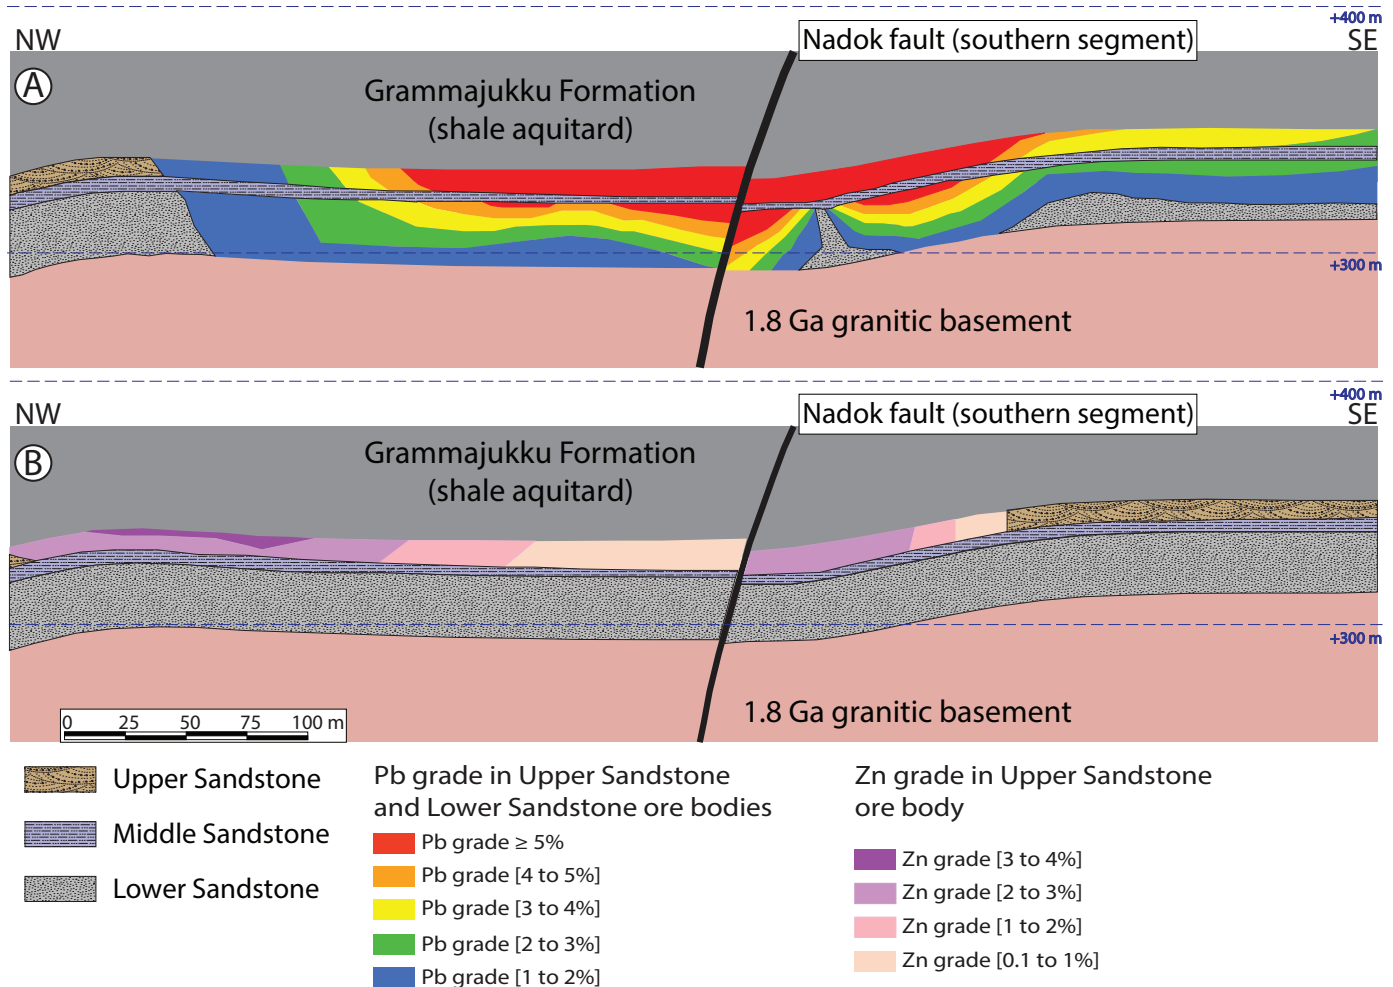 +400 m
NW
Nadok fault (southern segment)
SE
A
Grammajukku Formation
(shale aquitard)
+300 m
1.8 Ga granitic basement
+400 m
NW
Nadok fault (southern segment)
SE
B
Grammajukku Formation
(shale aquitard)
+300 m
1.8 Ga granitic basement
0 25 50 75 100 m
Upper Sandstone
Middle Sandstone
Lower Sandstone
Pb grade in Upper Sandstone
and Lower Sandstone ore bodies
Pb grade ≥ 5%
Pb grade [4 to 5%]
Pb grade [3 to 4%]
Pb grade [2 to 3%]
Pb grade [1 to 2%]
Zn grade in Upper Sandstone
ore body
Zn grade [3 to 4%]
Zn grade [2 to 3%]
Zn grade [1 to 2%]
Zn grade [0.1 to 1%]